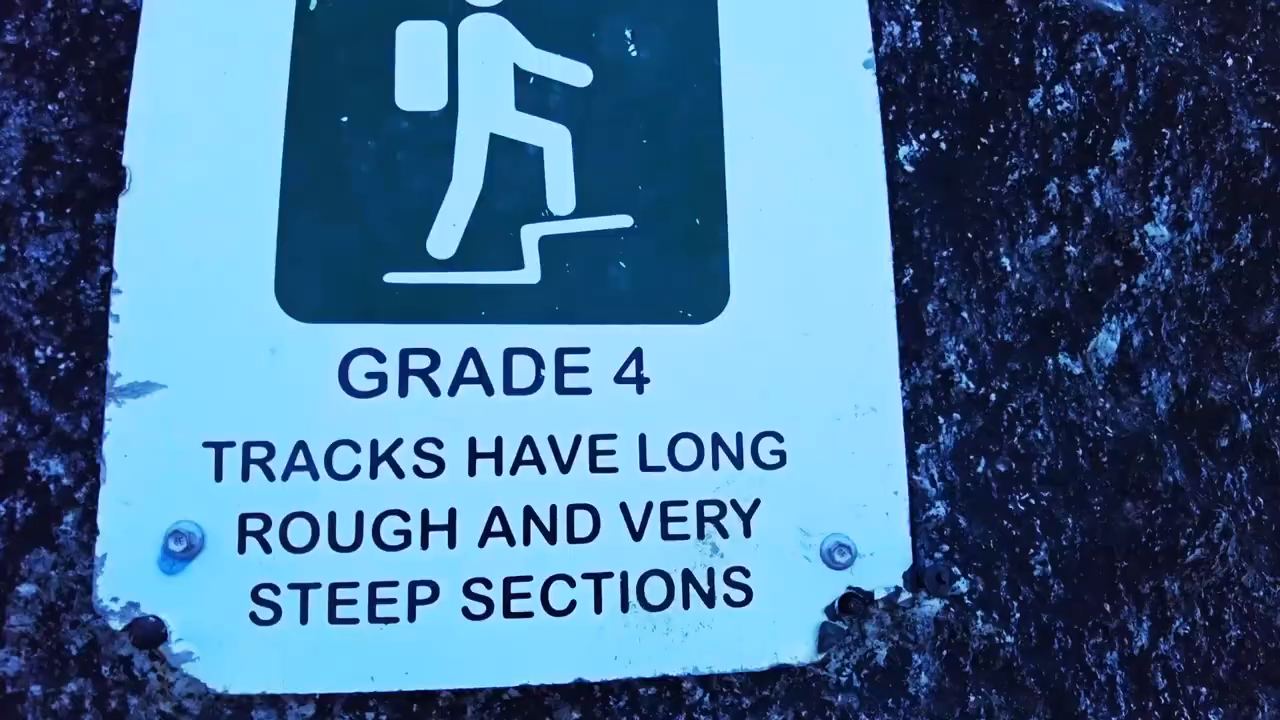 GRADE 4
TRACKS HAVE LONG
ROUGH AND VERY
STEEP SECTIONS